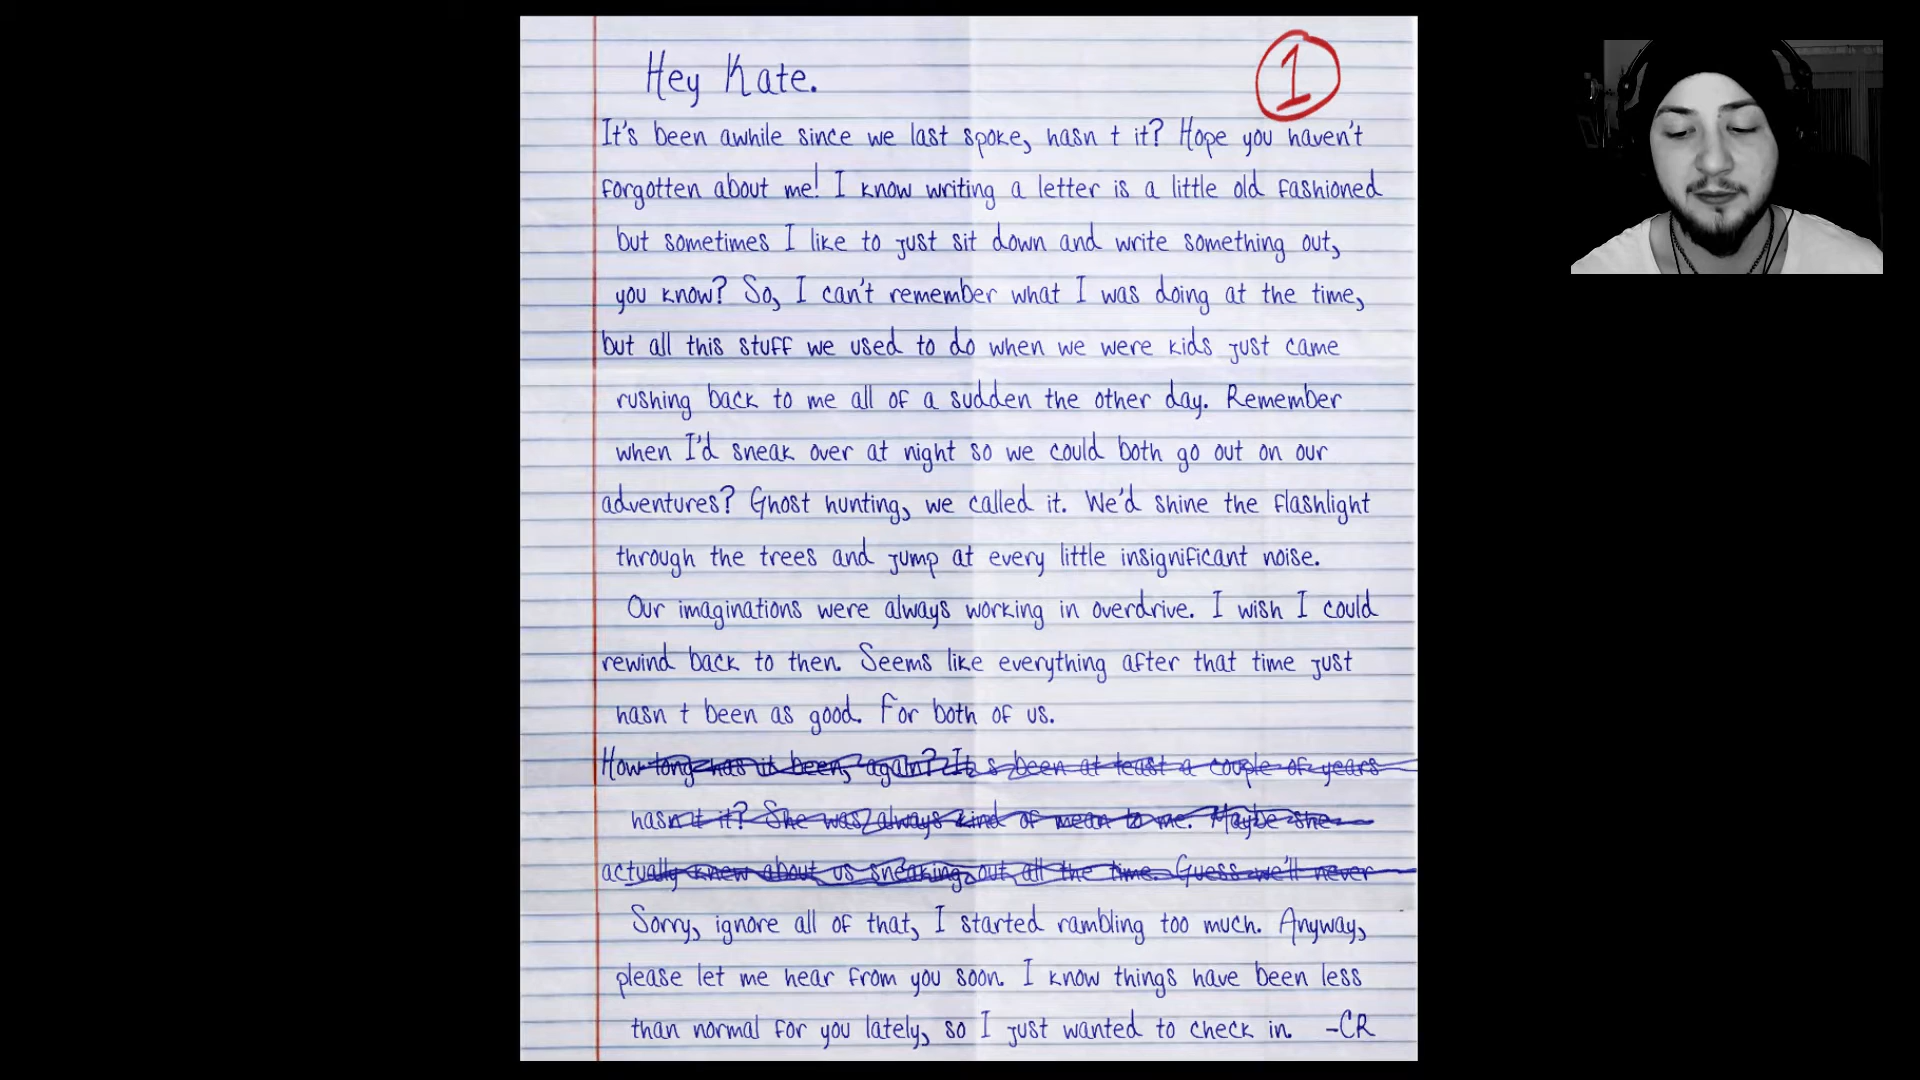 Hey Kate.
1
It's been awhile since we last spoke, hasn t it? Hope you haven't
forgotten about me! I know writing a letter is a little old fashioned
but sometimes I like to just sit down and write something out,
you know? So, I can't remember what I was doing at the time,
but all this stuff we used to do when we were kids just came
rushing back to me all of a sudden the other day. Remember
when I'd sneak over at night so we could both go out on our
adventures? Ghost hunting, we called it. We'd shine the flashlight
through the trees and jump at every little insignificant noise.
Our imaginations were always working in overdrive. I wish I could
rewind back to then. Seems like everything after that time just
hasn t been as good. For both of us.
How long has it been, again? It s been at least a couple of years
hasn t it? She was always kind of mean to me. Maybe she
actually knew about us sneaking out all the time. Guess we'll never
Sorry, ignore all of that, I started rambling too much. Anyway,
please let me hear from you soon. I know things have been less
than normal for you lately, so I just wanted to check in. -CR